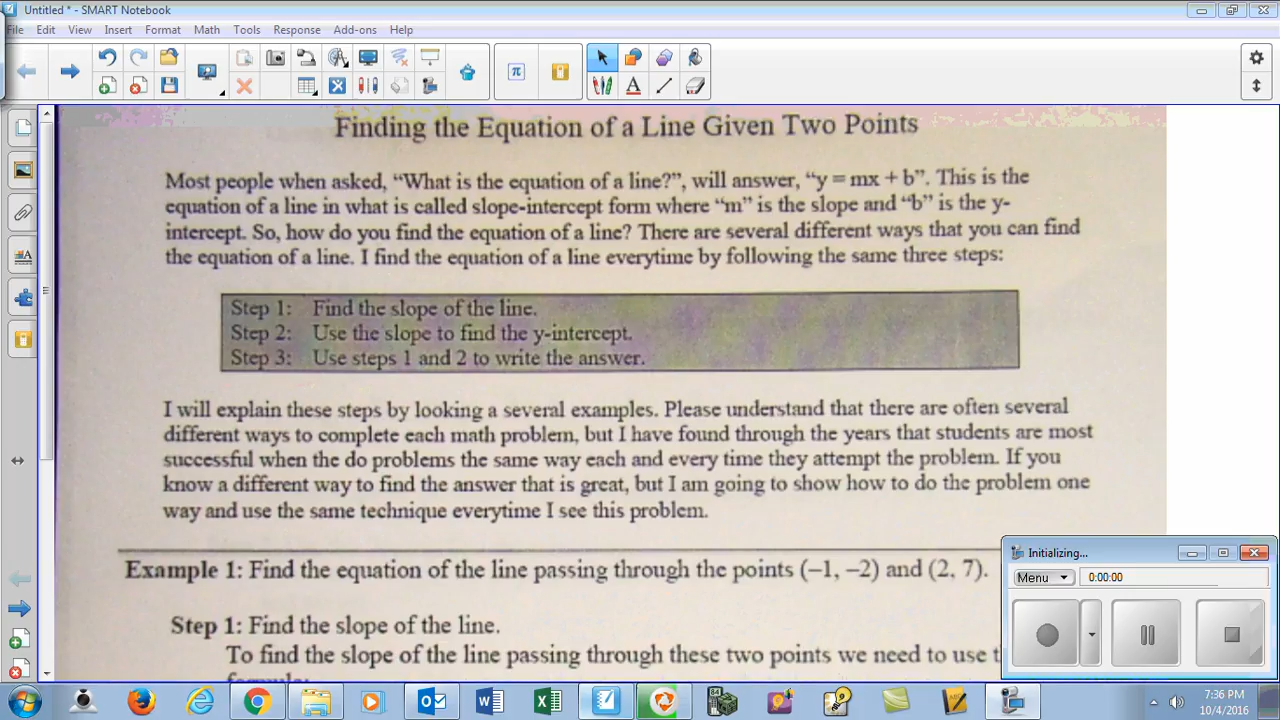 Untitled * - SMART Notebook
File Edit View Insert Format Math Tools Response Add-ons Help
Finding the Equation of a Line Given Two Points
Most people when asked, “What is the equation of a line?”, will answer, “y = mx + b”. This is the
equation of a line in what is called slope-intercept form where “m” is the slope and “b” is the y-
intercept. So, how do you find the equation of a line? There are several different ways that you can find
the equation of a line. I find the equation of a line everytime by following the same three steps:
Step 1: Find the slope of the line.
Step 2: Use the slope to find the y-intercept.
Step 3: Use steps 1 and 2 to write the answer.
I will explain these steps by looking a several examples. Please understand that there are often several
different ways to complete each math problem, but I have found through the years that students are most
successful when the do problems the same way each and every time they attempt the problem. If you
know a different way to find the answer that is great, but I am going to show how to do the problem one
way and use the same technique everytime I see this problem.
Example 1: Find the equation of the line passing through the points (–1, –2) and (2, 7).
Step 1: Find the slope of the line.
To find the slope of the line passing through these two points we need to use
Initializing...
Menu
0:00:00
7:36 PM
10/4/2016